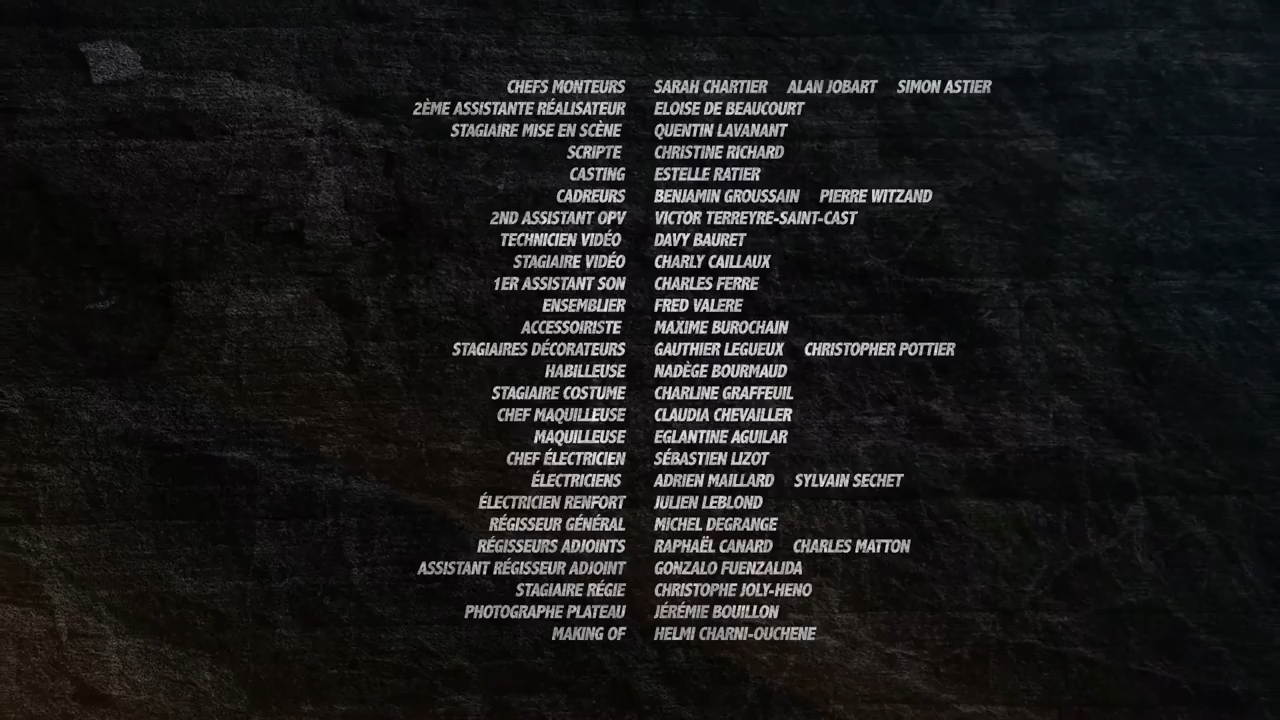 CHEFS MONTEURS SARAH CHARTIER ALAN JOBART SIMON ASTIER
2ÈME ASSISTANTE RÉALISATEUR ELOISE DE BEAUCOURT
STAGIAIRE MISE EN SCÈNE QUENTIN LAVANANT
SCRIPTE CHRISTINE RICHARD
CASTING ESTELLE RATIER
CADREURS BENJAMIN GROUSSAIN PIERRE WITZAND
2ND ASSISTANT OPV VICTOR TERREYRE-SAINT-CAST
TECHNICIEN VIDÉO DAVY BAURET
STAGIAIRE VIDÉO CHARLY CAILLAUX
1ER ASSISTANT SON CHARLES FERRE
ENSEMBLIER FRED VALERE
ACCESSOIRISTE MAXIME BUROCHAIN
STAGIAIRES DÉCORATEURS GAUTHIER LEGUEUX CHRISTOPHER POTTIER
HABILLEUSE NADÈGE BOURMAUD
STAGIAIRE COSTUME CHARLINE GRAFFEUIL
CHEF MAQUILLEUSE CLAUDIA CHEVAILLER
MAQUILLEUSE EGLANTINE AGUILAR
CHEF ÉLECTRICIEN SÉBASTIEN LIZOT
ÉLECTRICIENS ADRIEN MAILLARD SYLVAIN SECHET
ÉLECTRICIEN RENFORT JULIEN LEBLOND
RÉGISSEUR GÉNÉRAL MICHEL DEGRANGE
RÉGISSEURS ADJOINTS RAPHAËL CANARD CHARLES MATTON
ASSISTANT RÉGISSEUR ADJOINT GONZALO FUENZALIDA
STAGIAIRE RÉGIE CHRISTOPHE JOLY-HENO
PHOTOGRAPHE PLATEAU JÉRÉMIE BOUILLON
MAKING OF HELMI CHARNI-OUCHENE